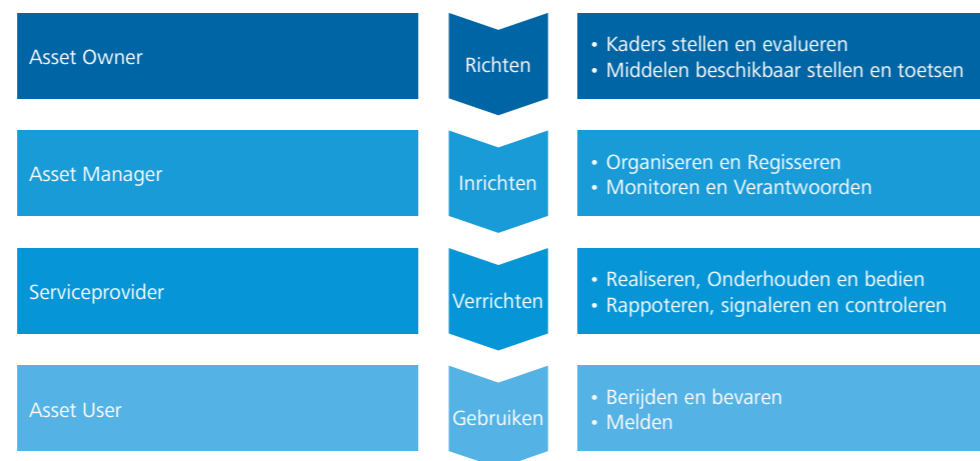 Asset Owner
Richten
• Kaders stellen en evalueren
• Middelen beschikbaar stellen en toetsen
Asset Manager
Inrichten
• Organiseren en Regisseren
• Monitoren en Verantwoorden
Serviceprovider
Verrichten
• Realiseren, Onderhouden en bedien
• Rappoteren, signaleren en controleren
Asset User
Gebruiken
• Berijden en bevaren
• Melden